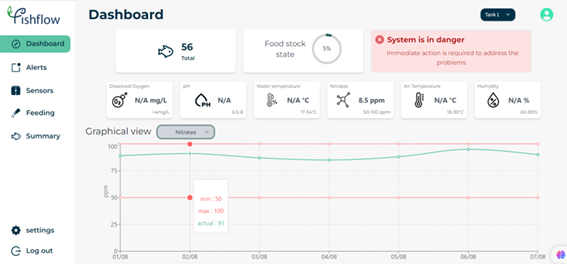 Fishflow
Dashboard
Tank1
Dashboard
Alerts
Sensors
Feeding
Summary
settings
Log out
56
Total
Food stock
state
5%
System is in danger
Immediate action is required to address the
problems
Dissolved Oxygen
O2
N/A mg/L
>4mg/L
pH
PH
N/A
6.5-8
Water temperature
N/A °C
17-34°C
Nitrates
8.5 ppm
50-100 ppm
Air Temperature
N/A °C
18-30°C
Humidity
N/A %
60-80%
Graphical view
Nitrates
ppm
100
75
50
25
0
min : 50
max : 100
actual : 91
01/08
02/08
03/08
04/08
05/08
06/08
07/08